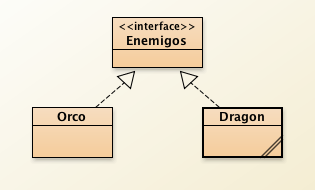 <<interface>>
Enemigos
Orco
Dragon